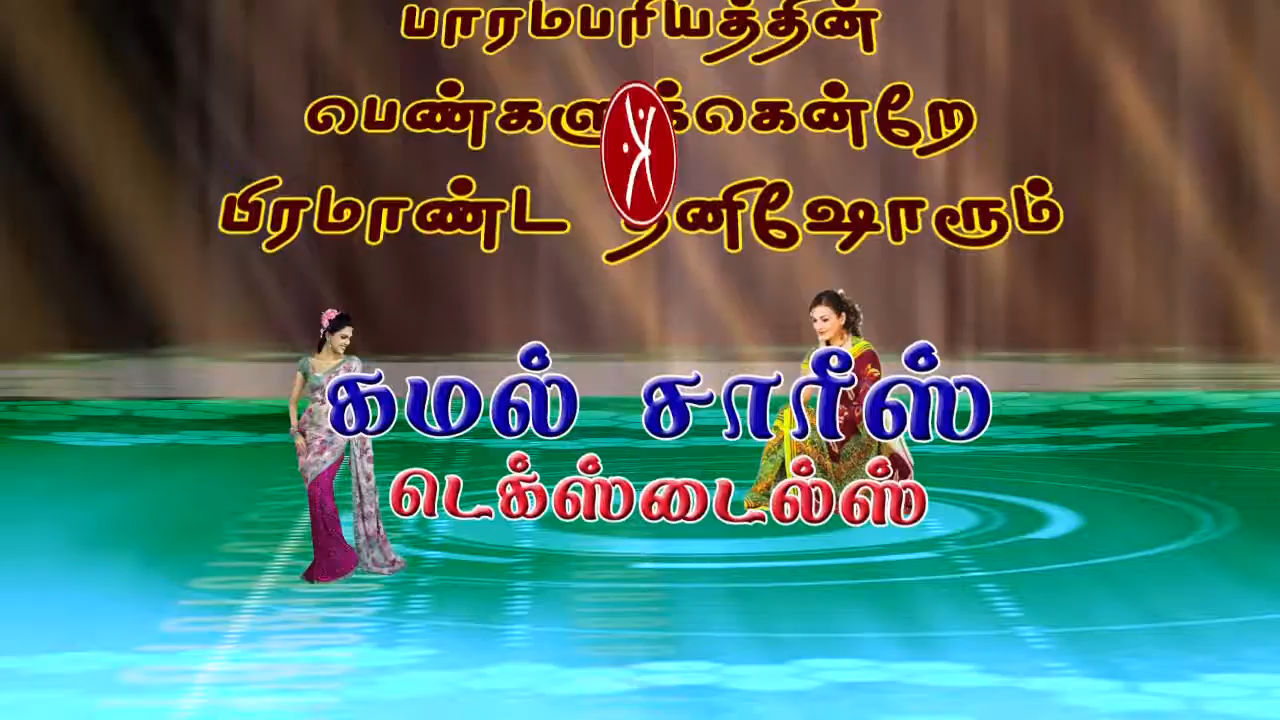 பாரம்பரியத்தின்
பெண்களுக்கென்றே
பிரமாண்ட தனிஷோரூம்
கமல் சாரீஸ்
டெக்ஸ்டைல்ஸ்